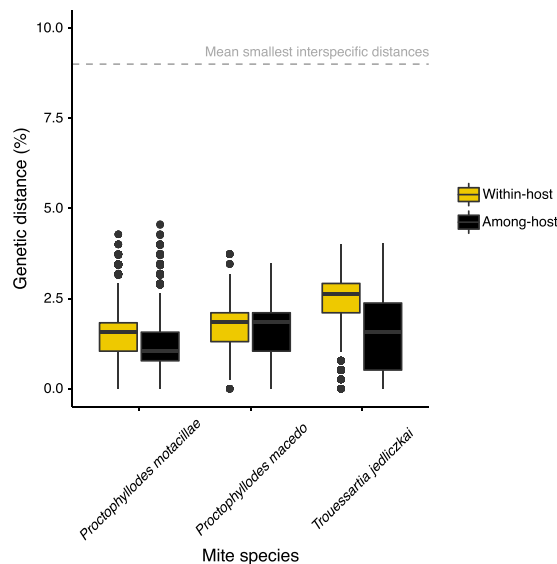 10.0
Mean smallest interspecific distances
7.5
5.0
2.5
0.0
Genetic distance (%)
Within-host
Among-host
Proctophyllodes motacillae
Proctophyllodes macedo
Trouessartia jedliczkai
Mite species